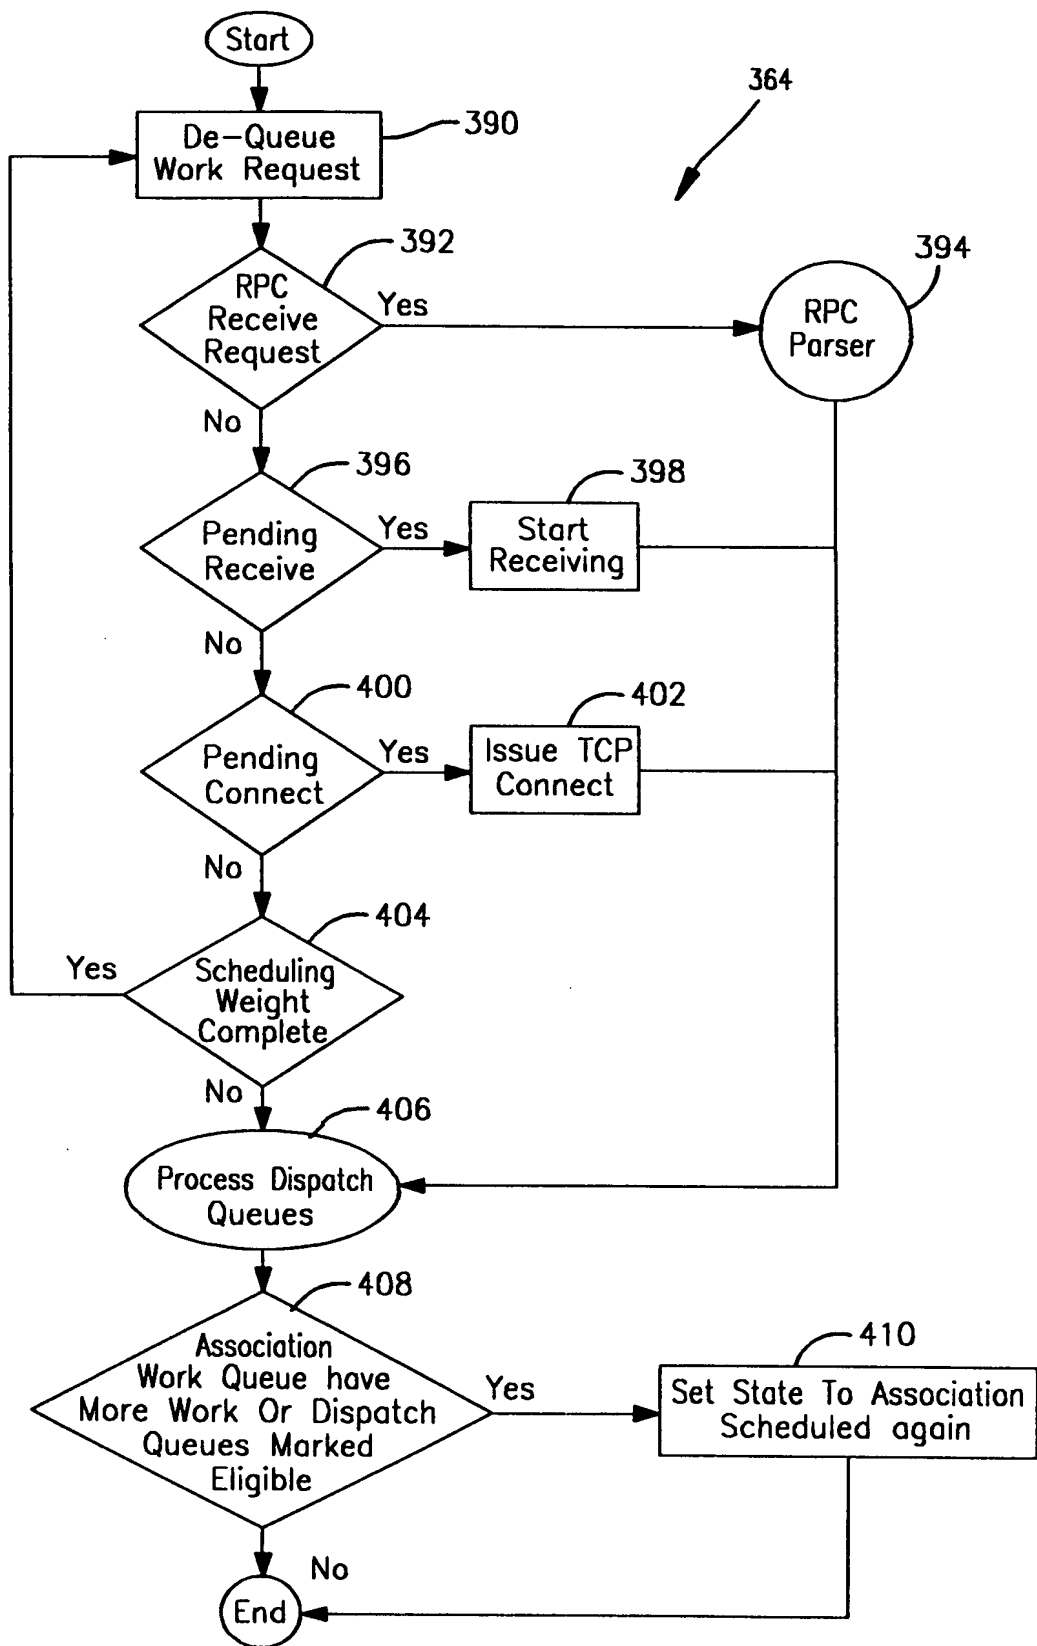 Start
364
De-Queue
Work Request
390
392
RPC
Receive
Request
Yes
394
RPC
Parser
No
396
Pending
Receive
Yes
398
Start
Receiving
No
400
Pending
Connect
Yes
402
Issue TCP
Connect
No
404
Yes
Scheduling
Weight
Complete
No
406
Process Dispatch
Queues
408
Association
Work Queue have
More Work Or Dispatch
Queues Marked
Eligible
Yes
410
Set State To Association
Scheduled again
No
End